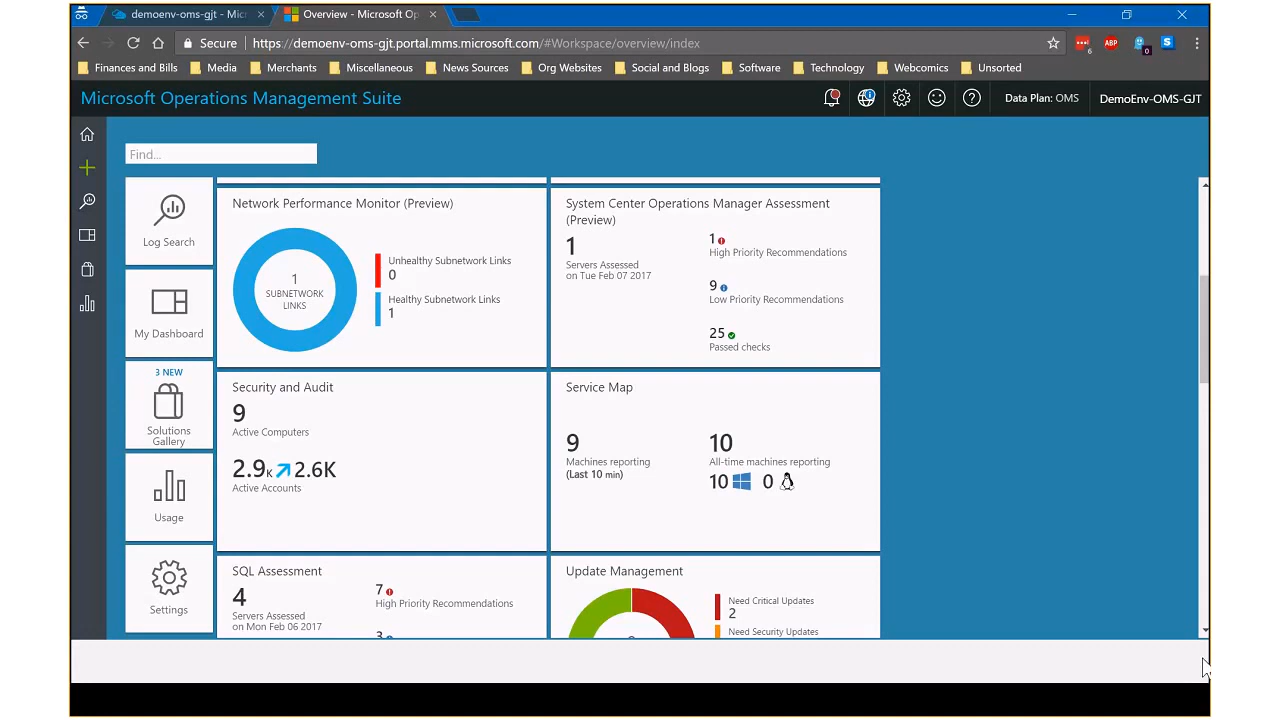 demoenv-oms-gjt - Mic
Overview - Microsoft Op
Secure
https://demoenv-oms-gjt.portal.mms.microsoft.com/#Workspace/overview/index
6
ABP
0
S
Finances and Bills
Media
Merchants
Miscellaneous
News Sources
Org Websites
Social and Blogs
Software
Technology
Webcomics
Unsorted
Microsoft Operations Management Suite
Data Plan: OMS
DemoEnv-OMS-GJT
Find...
Log Search
My Dashboard
3 NEW
Solutions
Gallery
Usage
Settings
Network Performance Monitor (Preview)
1
SUBNETWORK
LINKS
Unhealthy Subnetwork Links
0
Healthy Subnetwork Links
1
System Center Operations Manager Assessment
(Preview)
1
Servers Assessed
on Tue Feb 07 2017
1
High Priority Recommendations
9
Low Priority Recommendations
25
Passed checks
Security and Audit
9
Active Computers
2.9K 2.6K
Active Accounts
Service Map
9
Machines reporting
(Last 10 min)
10
All-time machines reporting
10 0
SQL Assessment
4
Servers Assessed
on Mon Feb 06 2017
7
High Priority Recommendations
3
Update Management
Need Critical Updates
2
Need Security Updates